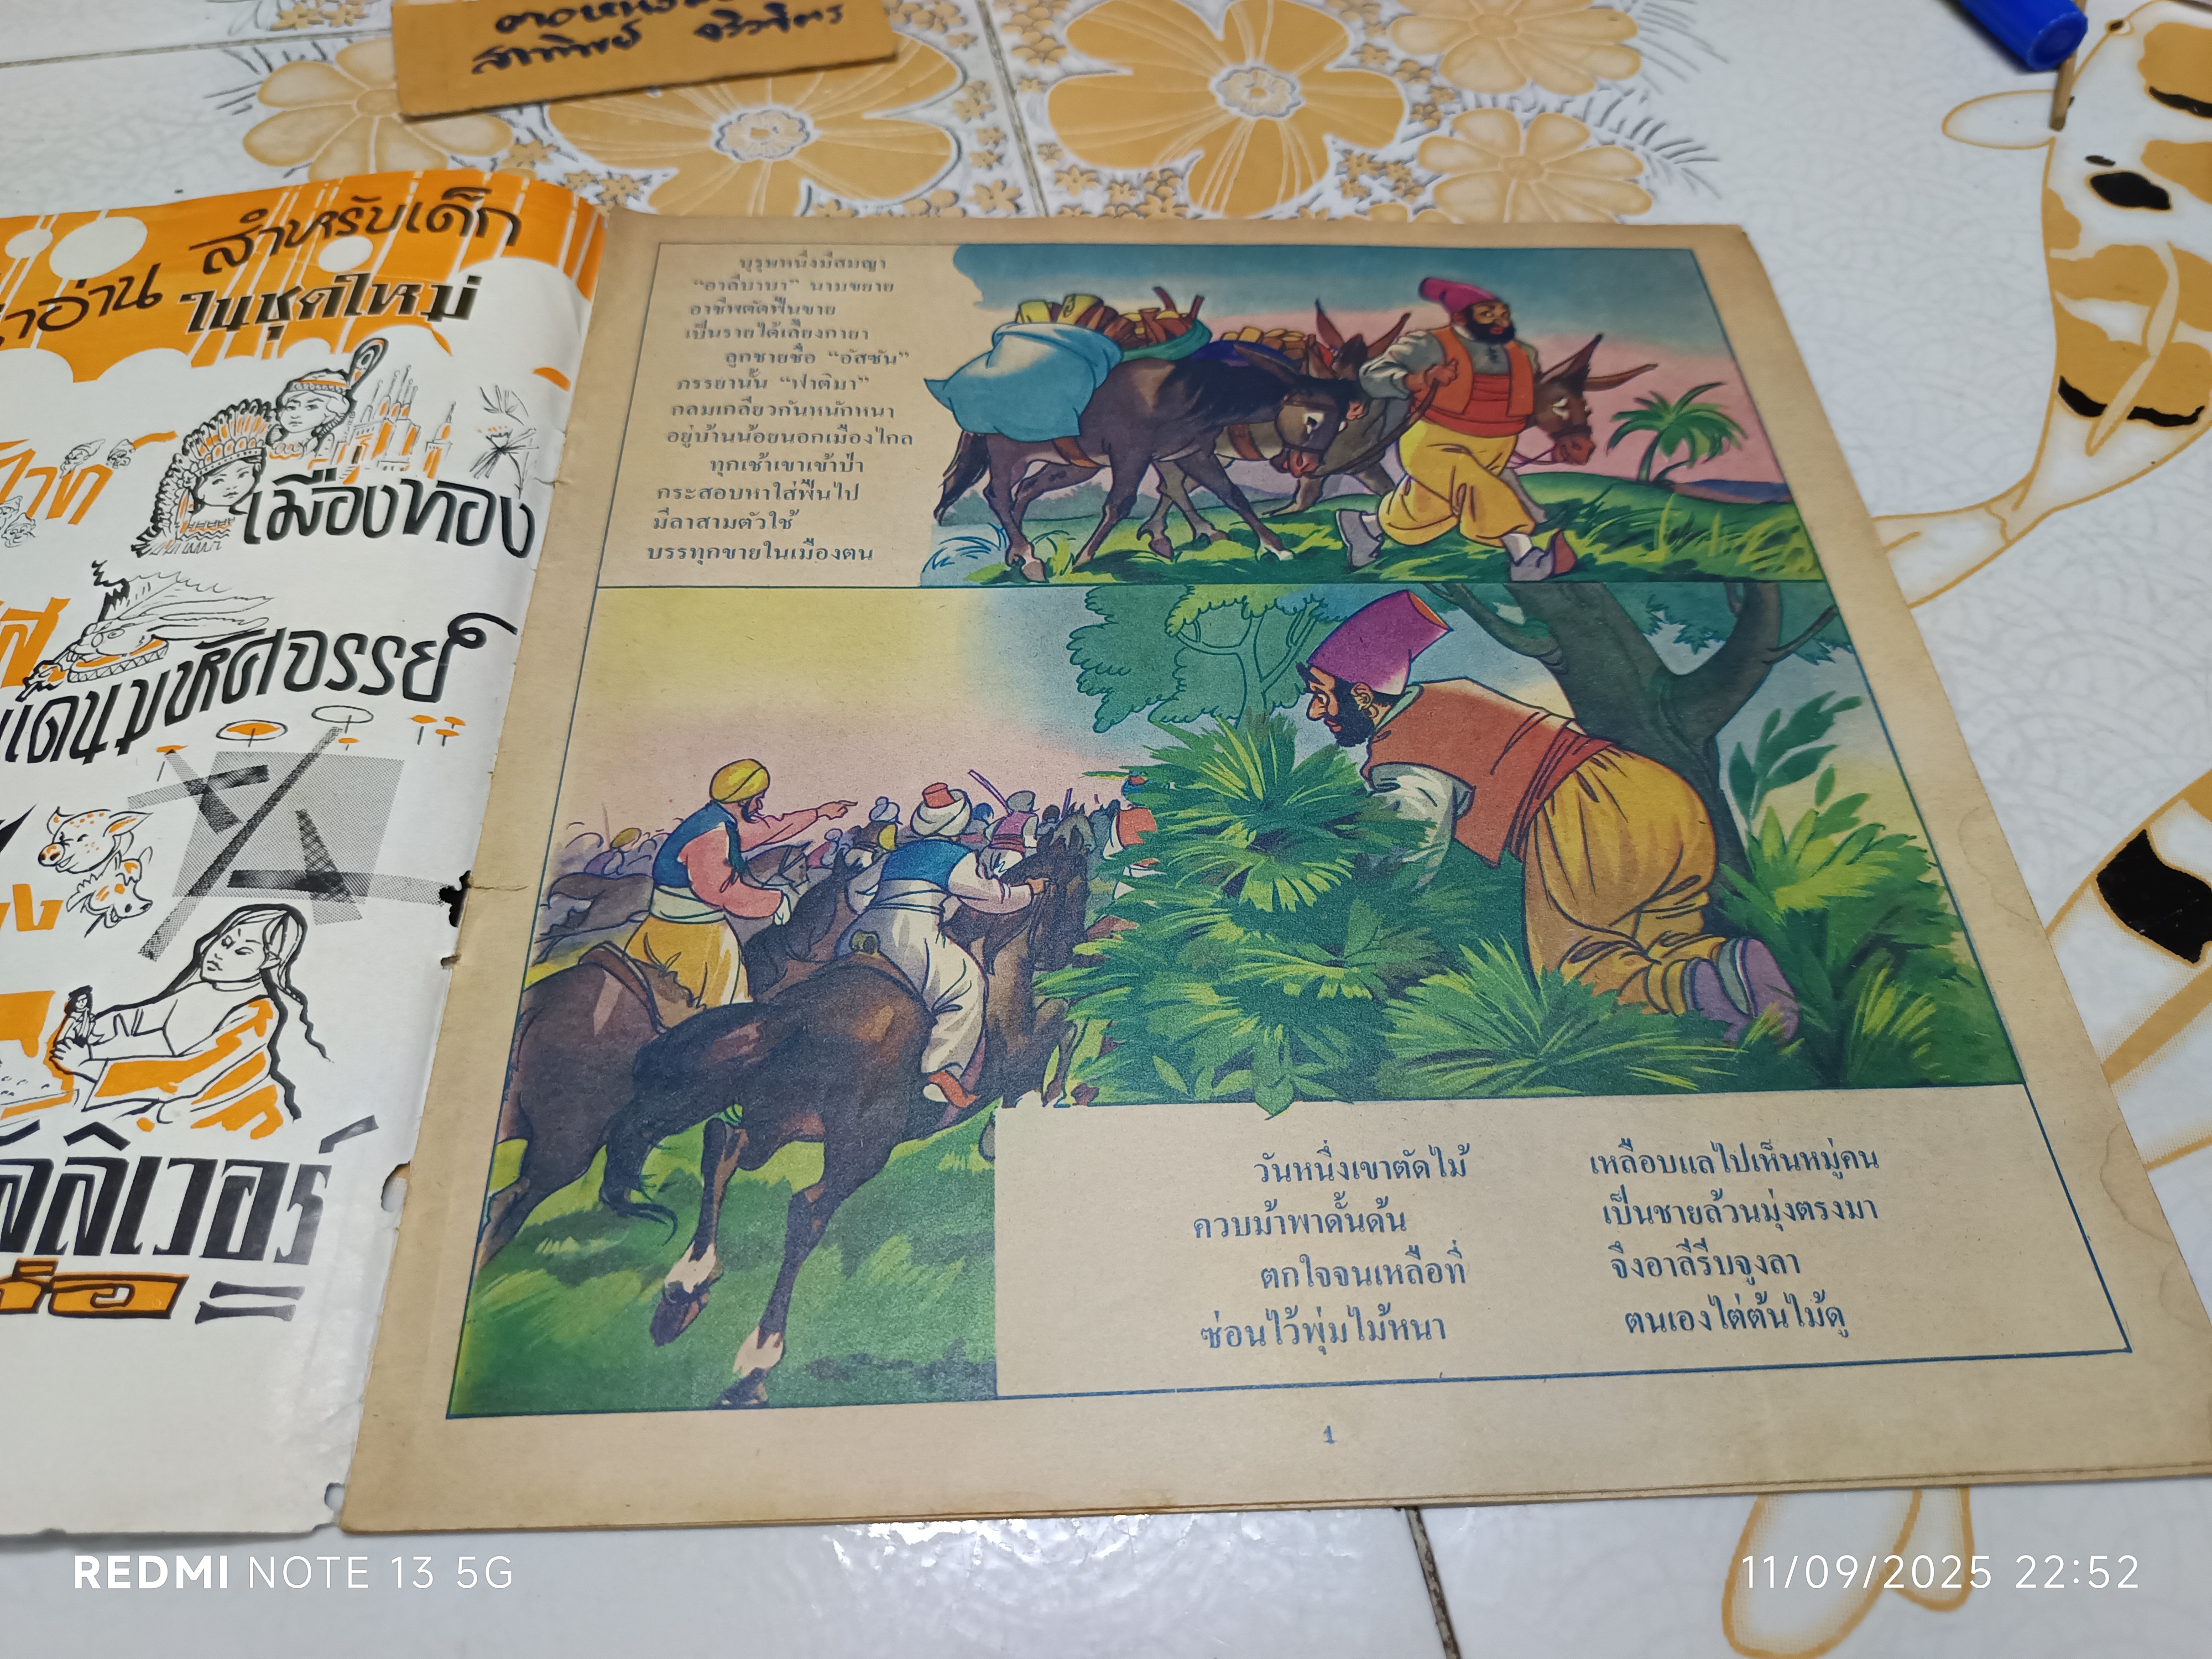 สำหรับเด็ก
น่าอ่าน ในชุดใหม่
เมืองทอง
แดนมหัศจรรย์
กัลลิเวอร์
บุรุษหนึ่งมีสมญา
“อาลีบาบา” นามขยาย
อาชีพตัดฟืนขาย
เป็นรายได้เลี้ยงกายา
ลูกชายชื่อ “อัสซัน”
ภรรยานั้น “ฟาติมา”
กลมเกลียวกันหนักหนา
อยู่บ้านน้อยนอกเมืองไกล
ทุกเช้าเขาเข้าป่า
กระสอบหาใส่ฟืนไป
มีลาสามตัวใช้
บรรทุกขายในเมืองตน
วันหนึ่งเขาตัดไม้ เหลือบแลไปเห็นหมู่คน
ควบม้าพาดั้นด้น เป็นชายล้วนมุ่งตรงมา
ตกใจจนเหลือที่ จึงอาลีรีบจูงลา
ซ่อนไว้พุ่มไม้หนา ตนเองไต่ต้นไม้ดู
1
REDMI NOTE 13 5G
11/09/2025 22:52